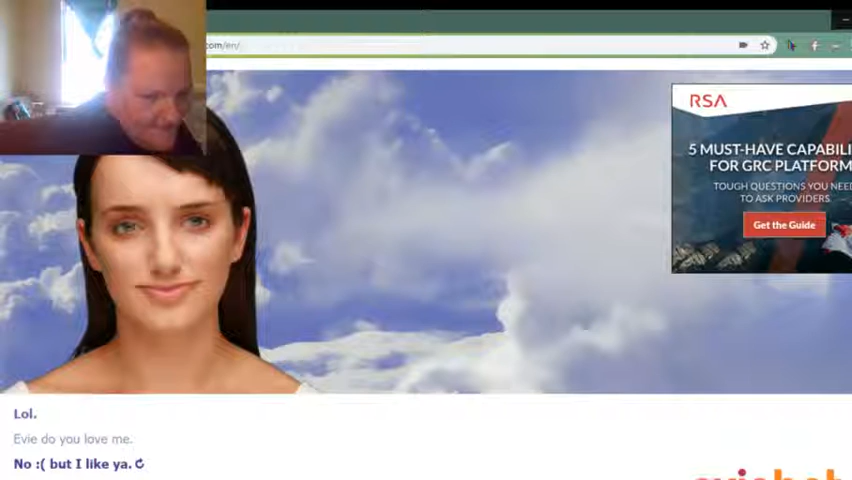 com/en/
RSA
5 MUST-HAVE CAPABILI
FOR GRC PLATFORM
TOUGH QUESTIONS YOU NEED
TO ASK PROVIDERS
Get the Guide
Lol.
Evie do you love me.
No :( but I like ya.